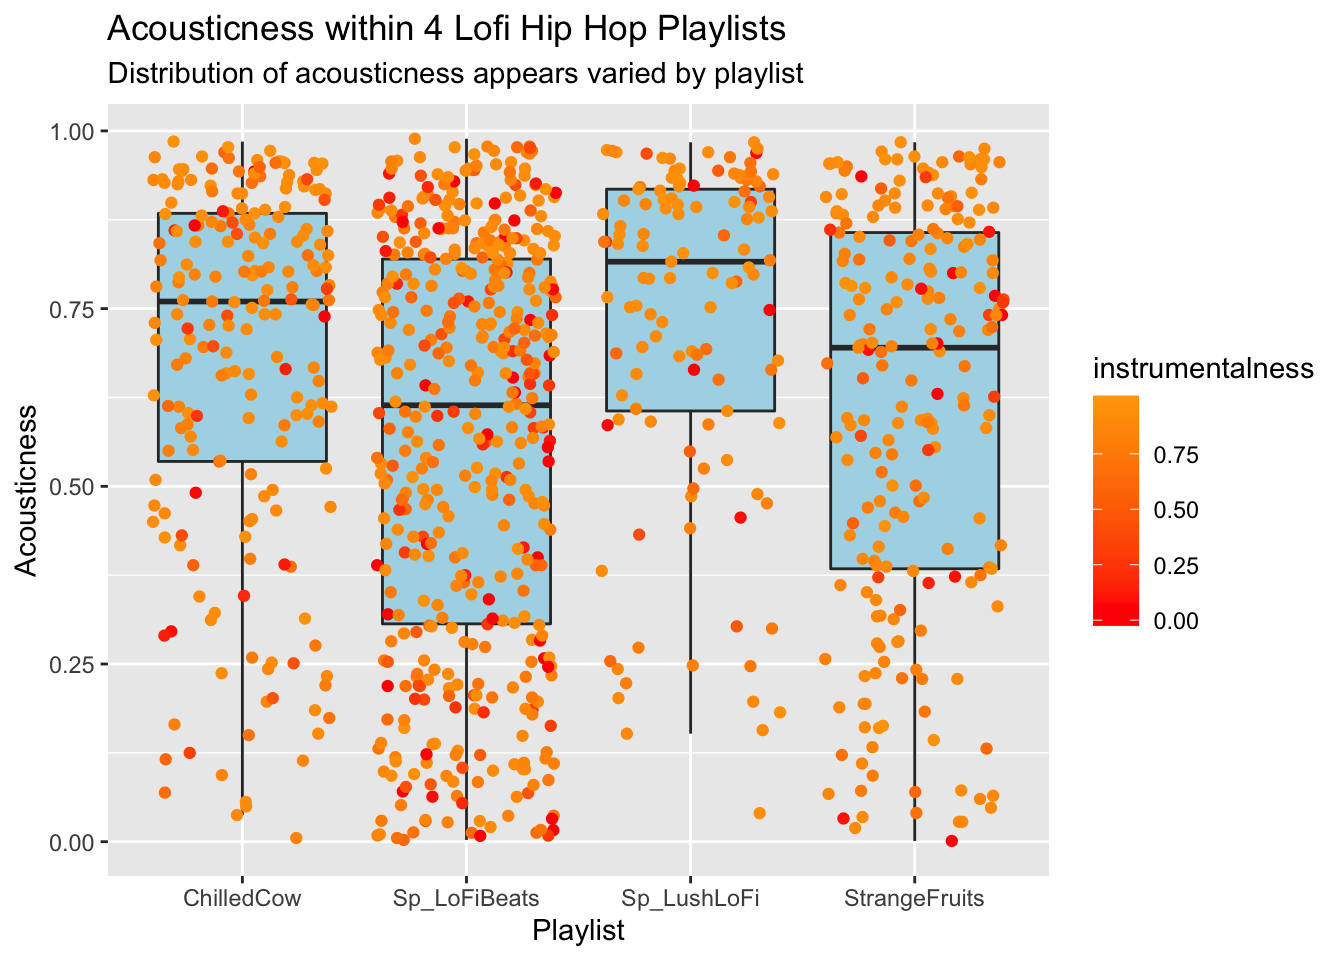 Acousticness within 4 Lofi Hip Hop Playlists
Distribution of acousticness appears varied by playlist
Acousticness
1.00
0.75
0.50
0.25
0.00
ChilledCow Sp_LoFiBeats Sp_LushLoFi StrangeFruits
Playlist
instrumentalness
0.75
0.50
0.25
0.00